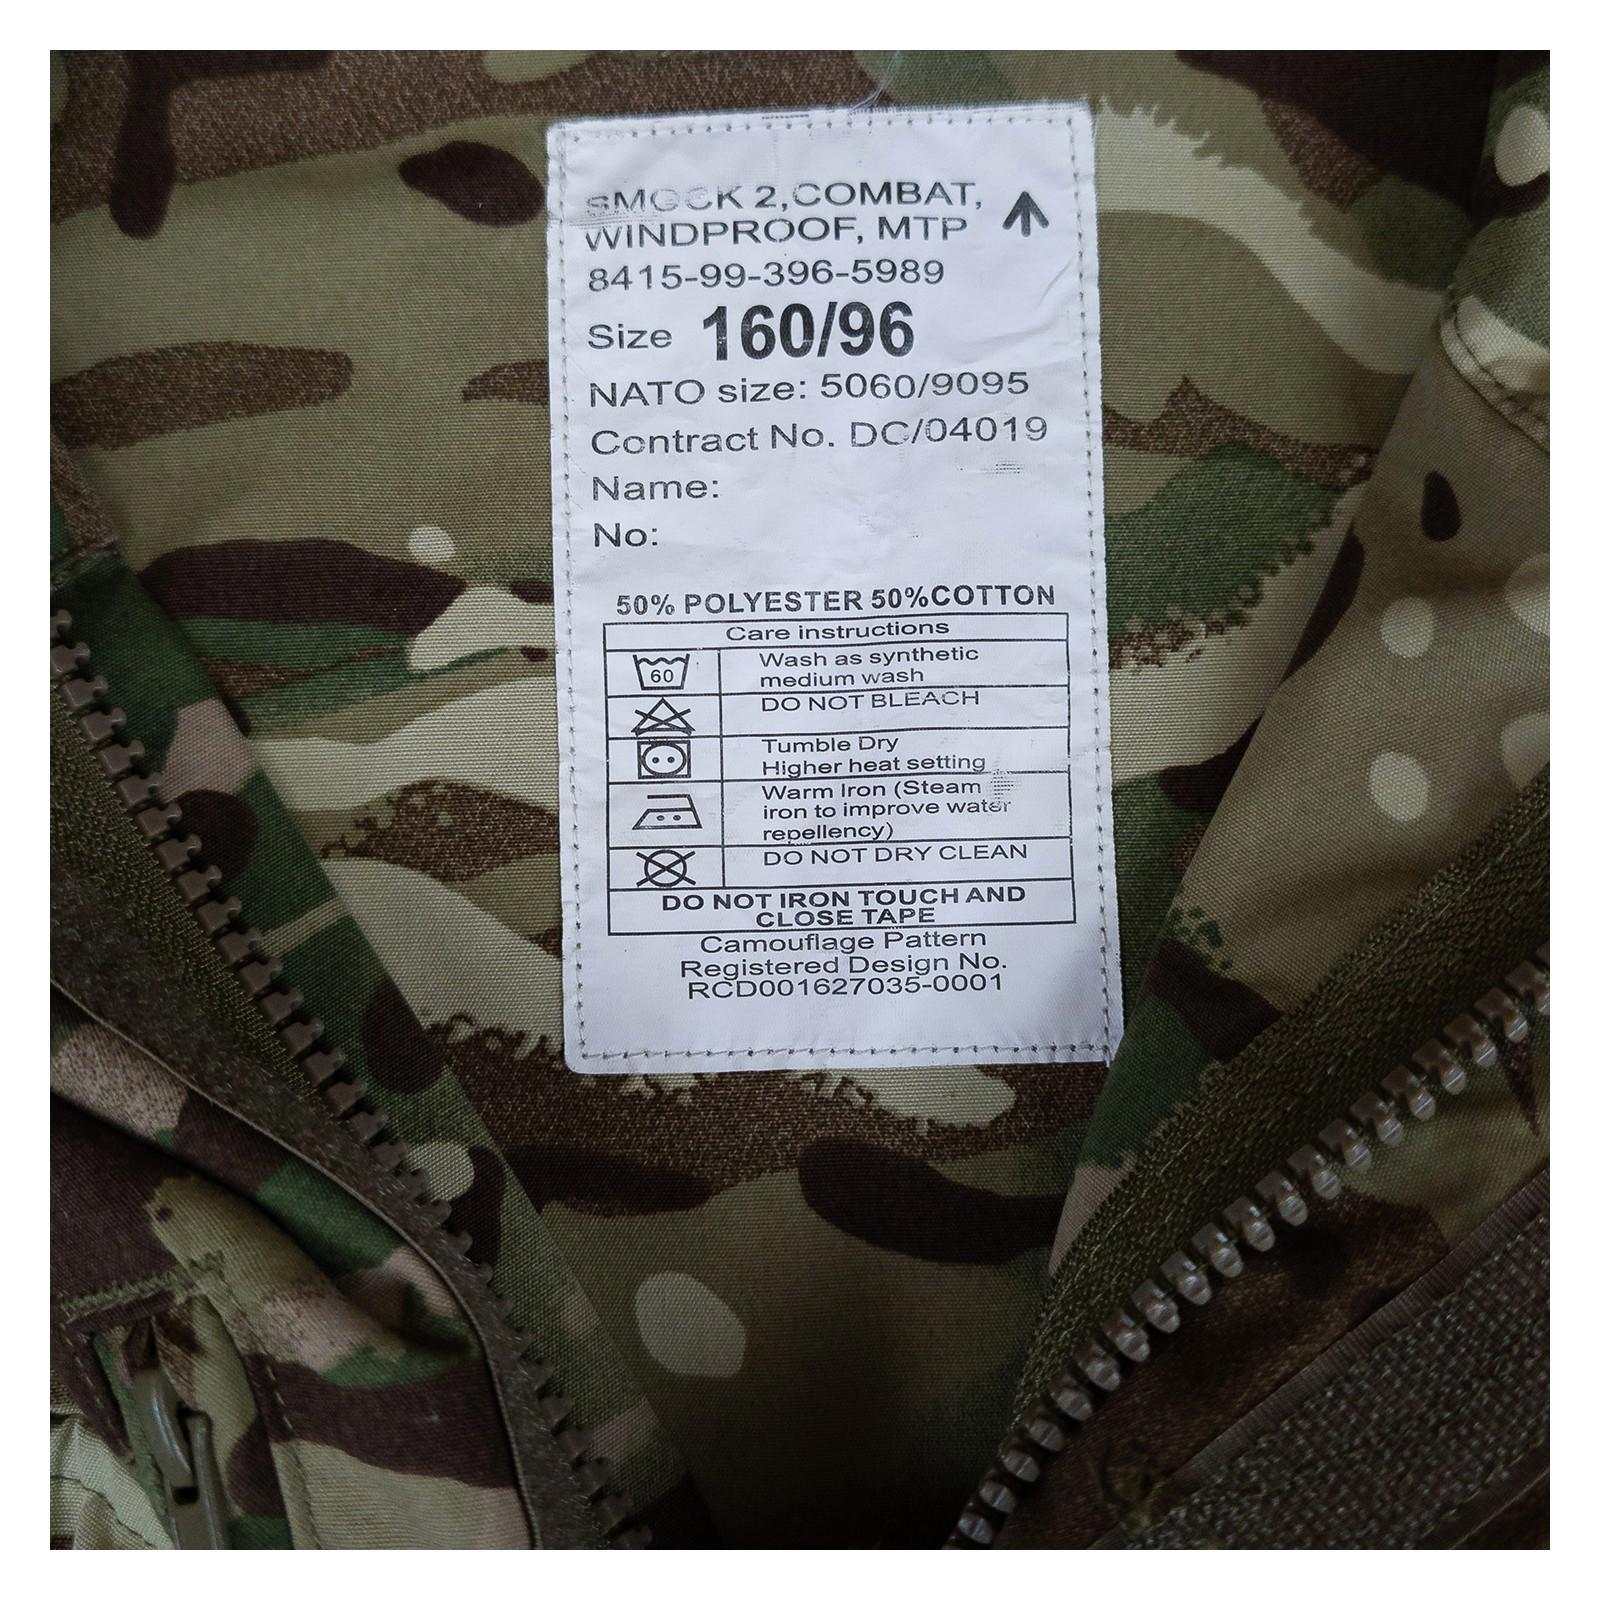 SMOCK 2,COMBAT,
WINDPROOF, MTP
8415-99-396-5989
Size 160/96
NATO size: 5060/9095
Contract No. DC/04019
Name:
No:
50% POLYESTER 50%COTTON
Care instructions
60 Wash as synthetic
medium wash
DO NOT BLEACH
Tumble Dry
Higher heat setting
Warm Iron (Steam
iron to improve water
repellency)
DO NOT DRY CLEAN
DO NOT IRON TOUCH AND
CLOSE TAPE
Camouflage Pattern
Registered Design No.
RCD001627035-0001